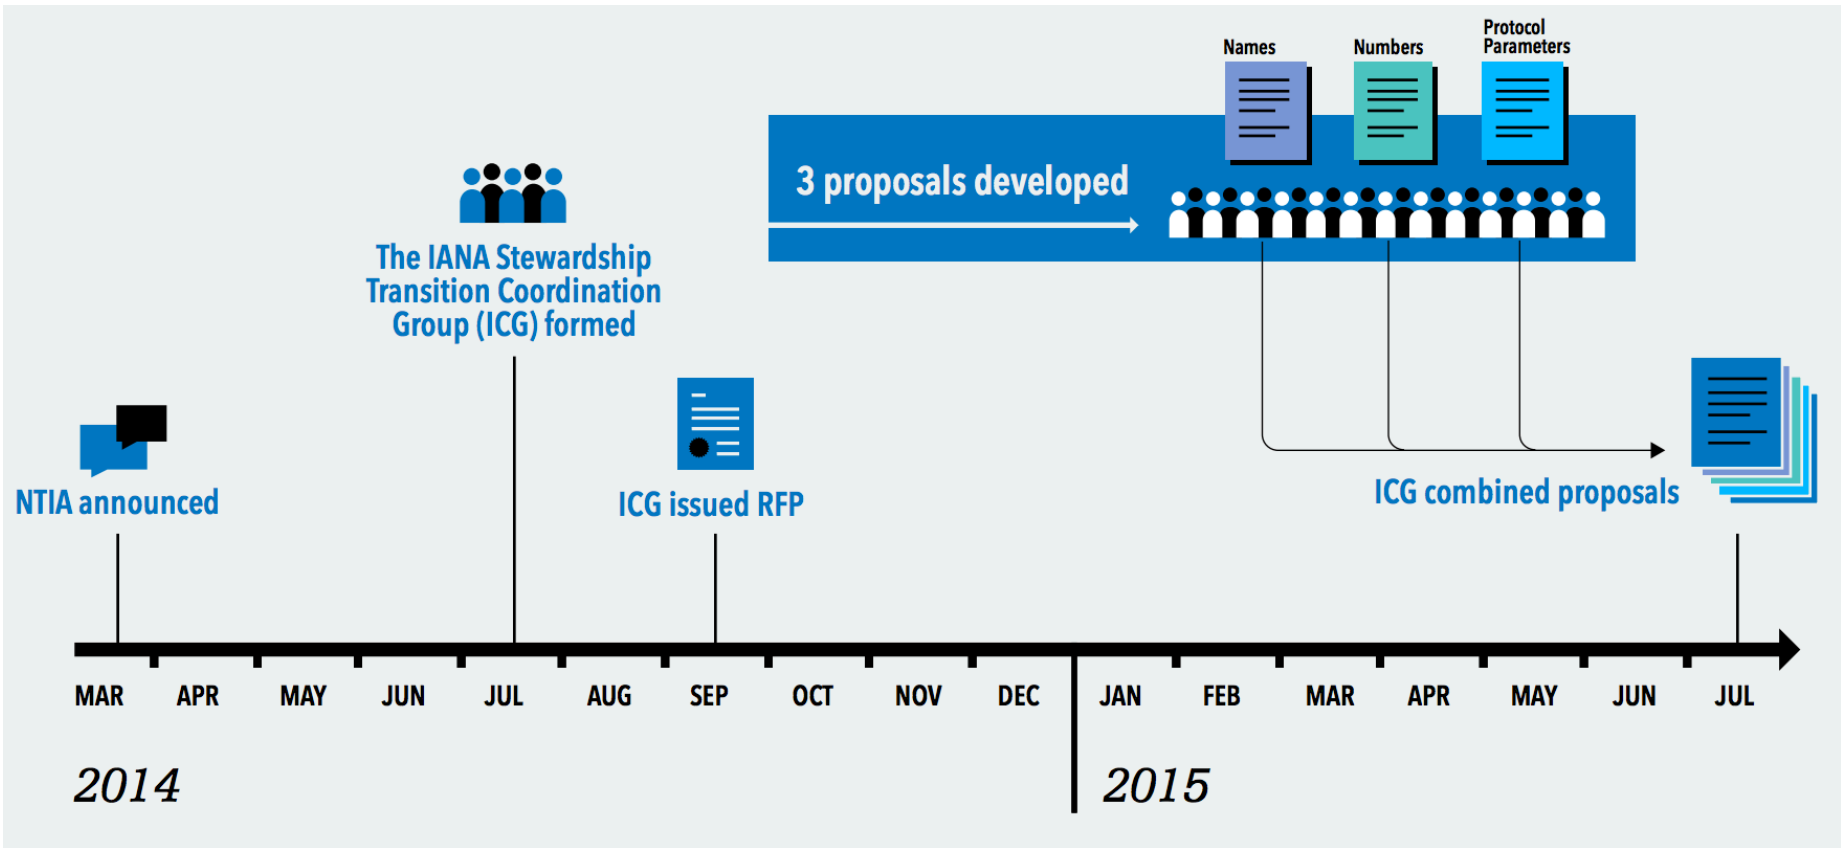 Names
Numbers
Protocol
Parameters
3 proposals developed
The IANA Stewardship
Transition Coordination
Group (ICG) formed
NTIA announced
ICG issued RFP
ICG combined proposals
MAR APR MAY JUN JUL AUG SEP OCT NOV DEC JAN FEB MAR APR MAY JUN JUL
2014 2015